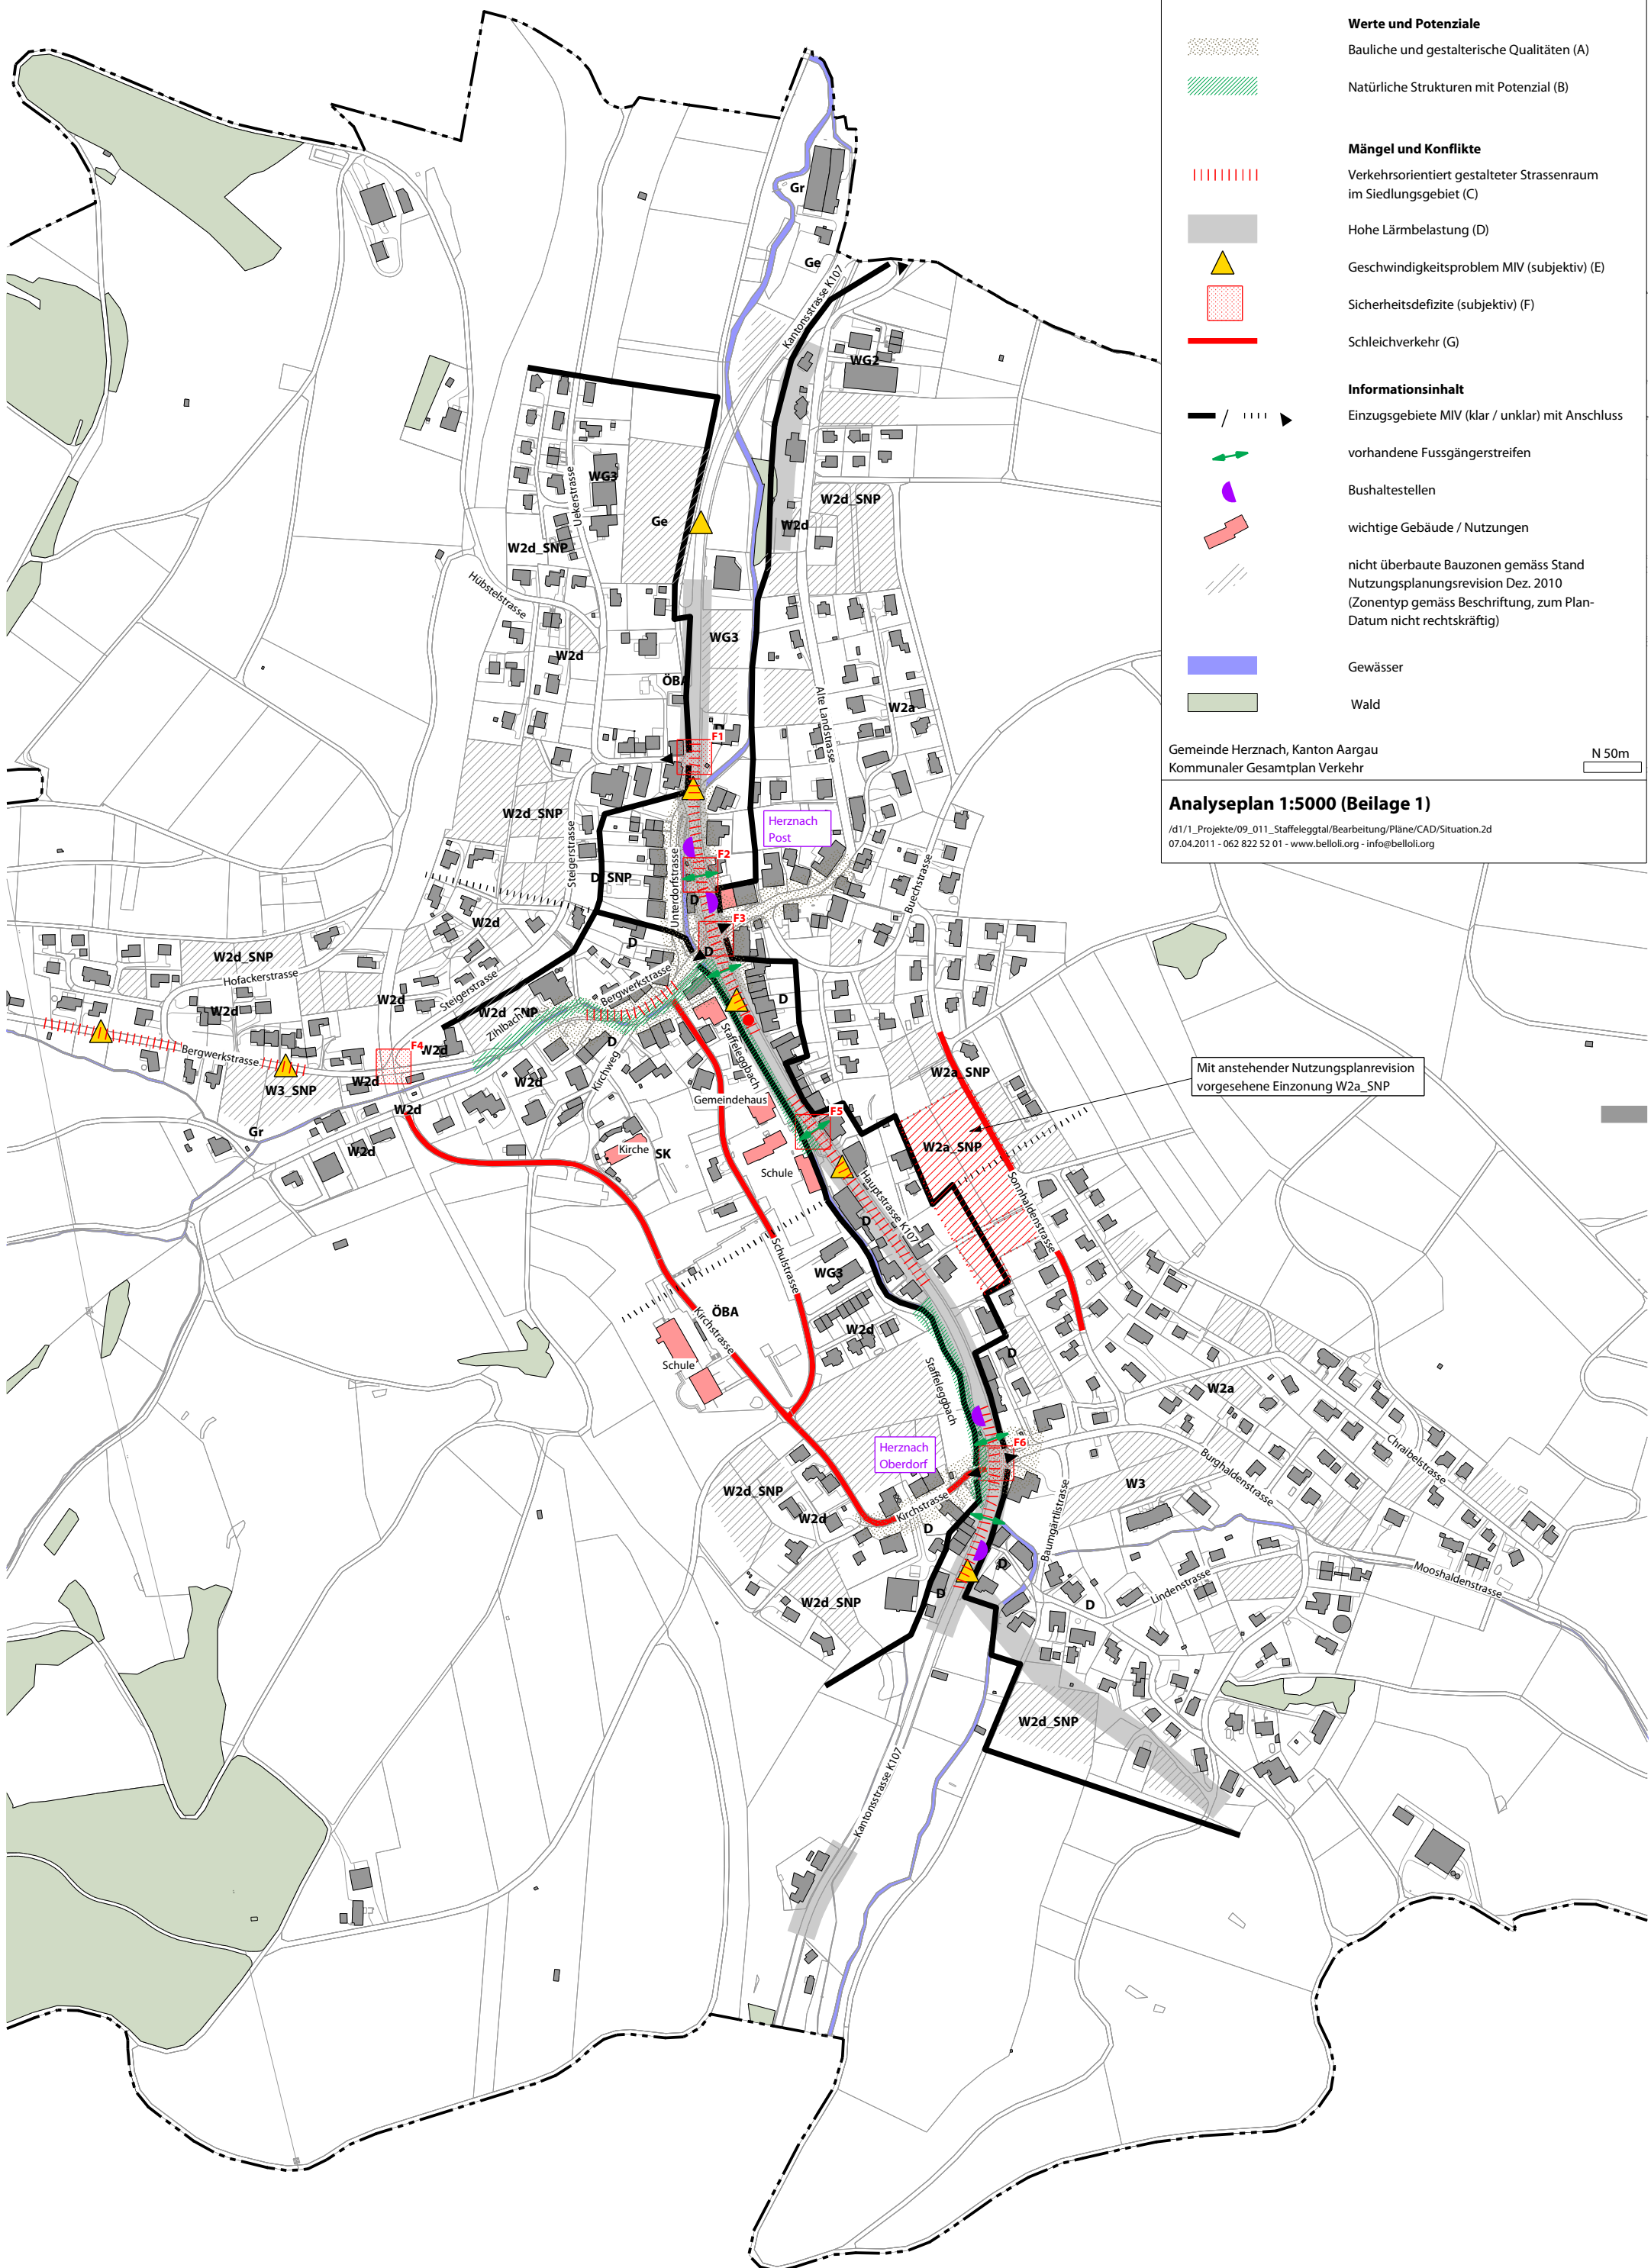 Werte und Potenziale
Bauliche und gestalterische Qualitäten (A)
Natürliche Strukturen mit Potenzial (B)
Mängel und Konflikte
Verkehrsorientiert gestalteter Strassenraum
im Siedlungsgebiet (C)
Hohe Lärmbelastung (D)
Geschwindigkeitsproblem MIV (subjektiv) (E)
Sicherheitsdefizite (subjektiv) (F)
Schleichverkehr (G)
Informationsinhalt
/
Einzugsgebiete MIV (klar / unklar) mit Anschluss
vorhandene Fussgängerstreifen
Bushaltestellen
wichtige Gebäude / Nutzungen
nicht überbaute Bauzonen gemäss Stand
Nutzungsplanungsrevision Dez. 2010
(Zonentyp gemäss Beschriftung, zum Plan-
Datum nicht rechtskräftig)
Gewässer
Wald
Gemeinde Herznach, Kanton Aargau
Kommunaler Gesamtplan Verkehr
N 50m
Analyseplan 1:5000 (Beilage 1)
/d1/1_Projekte/09_011_Staffeleggtal/Bearbeitung/Pläne/CAD/Situation.2d
07.04.2011 - 062 822 52 01 - www.belloli.org - info@belloli.org
Gr
Ge
Kantonsstrasse K107
WG2
WG3
Uekerstrasse
Ge
W2d_SNP
W2d
W2d_SNP
Hübstelstrasse
WG3
W2d
ÖBA
Alte Landstrasse
W2a
D
F1
W2d_SNP
Herznach
Post
Steigerstrasse
Unterdorfstrasse
F2
D_SNP
D
Buechstrasse
F3
W2d
D
D
W2d_SNP
Hofackerstrasse
Steigerstrasse
W2d
Bergwerkstrasse
D
W2d
W2d_SNP
Zihlbach
Staffeleggbach
Bergwerkstrasse
F4
W2d
D
W2d
W3_SNP
W2d
Kirchweg
W2a_SNP
Mit anstehender Nutzungsplanrevision
vorgesehene Einzonung W2a_SNP
Gemeindehaus
W2d
F5
Gr
W2d
Kirche
SK
Schule
W2a_SNP
Hauptstrasse K107
Sonnhaldenstrasse
D
Schulstrasse
WG3
ÖBA
Kirchstrasse
W2d
Schule
D
Staffeleggbach
W2a
Chralbelstrasse
Herznach
Oberdorf
F6
Burghaldenstrasse
W2d_SNP
W3
W2d
Kirchstrasse
D
Baumgärtlistrasse
D
Mooshaldenstrasse
Lindenstrasse
D
D
W2d_SNP
W2d_SNP
Kantonsstrasse K107